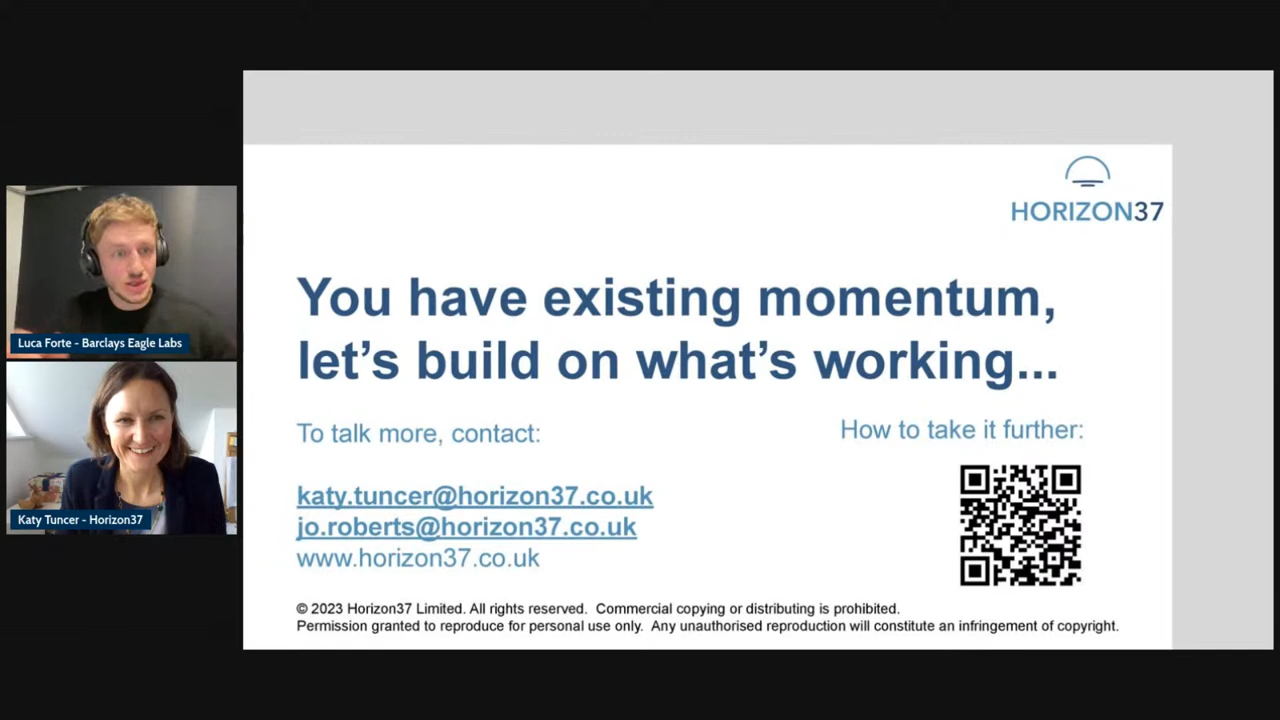 HORIZON37
You have existing momentum,
let's build on what's working...
To talk more, contact:
How to take it further:
katy.tuncer@horizon37.co.uk
jo.roberts@horizon37.co.uk
www.horizon37.co.uk
© 2023 Horizon37 Limited. All rights reserved.  Commercial copying or distributing is prohibited.
Permission granted to reproduce for personal use only.  Any unauthorised reproduction will constitute an infringement of copyright.
Luca Forte - Barclays Eagle Labs
Katy Tuncer - Horizon37